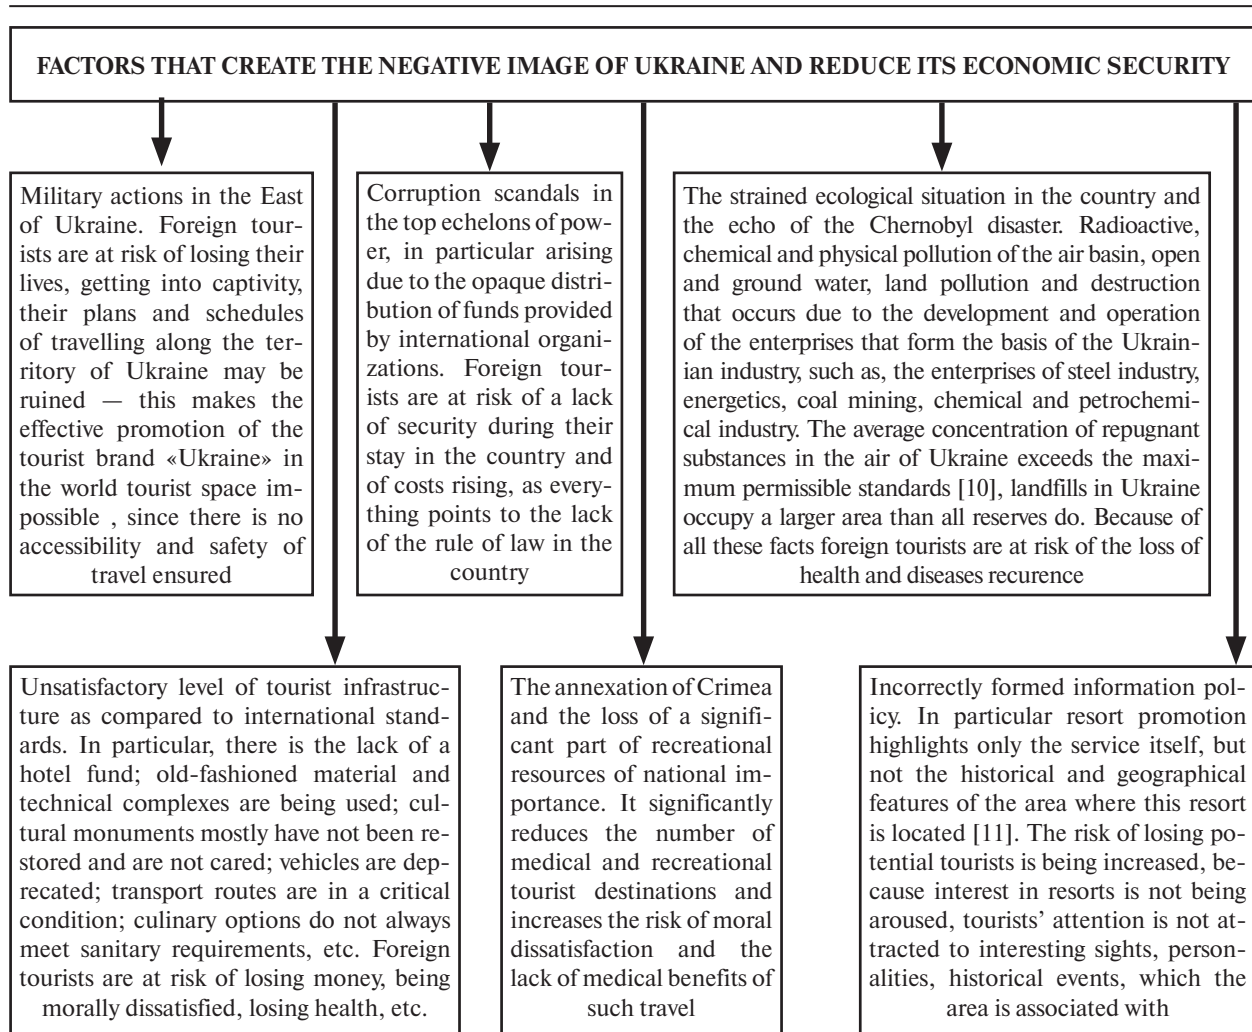 FACTORS THAT CREATE THE NEGATIVE IMAGE OF UKRAINE AND REDUCE ITS ECONOMIC SECURITY
Military actions in the East
of Ukraine. Foreign tour-
ists are at risk of losing their
lives, getting into captivity,
their plans and schedules
of travelling along the ter-
ritory of Ukraine may be
ruined — this makes the
effective promotion of the
tourist brand «Ukraine» in
the world tourist space im-
possible , since there is no
accessibility and safety of
travel ensured
Corruption scandals in
the top echelons of pow-
er, in particular arising
due to the opaque distri-
bution of funds provided
by international organi-
zations. Foreign tour-
ists are at risk of a lack
of security during their
stay in the country and
of costs rising, as every-
thing points to the lack
of the rule of law in the
country
The strained ecological situation in the country and
the echo of the Chernobyl disaster. Radioactive,
chemical and physical pollution of the air basin, open
and ground water, land pollution and destruction
that occurs due to the development and operation
of the enterprises that form the basis of the Ukrain-
ian industry, such as, the enterprises of steel industry,
energetics, coal mining, chemical and petrochemi-
cal industry. The average concentration of repugnant
substances in the air of Ukraine exceeds the maxi-
mum permissible standards [10], landfills in Ukraine
occupy a larger area than all reserves do. Because of
all these facts foreign tourists are at risk of the loss of
health and diseases recurence
Unsatisfactory level of tourist infrastruc-
ture as compared to international stand-
ards. In particular, there is the lack of a
hotel fund; old-fashioned material and
technical complexes are being used; cul-
tural monuments mostly have not been re-
stored and are not cared; vehicles are dep-
recated; transport routes are in a critical
condition; culinary options do not always
meet sanitary requirements, etc. Foreign
tourists are at risk of losing money, being
morally dissatisfied, losing health, etc.
The annexation of Crimea
and the loss of a signifi-
cant part of recreational
resources of national im-
portance. It significantly
reduces the number of
medical and recreational
tourist destinations and
increases the risk of moral
dissatisfaction and the
lack of medical benefits of
such travel
Incorrectly formed information pol-
icy. In particular resort promotion
highlights only the service itself, but
not the historical and geographical
features of the area where this resort
is located [11]. The risk of losing po-
tential tourists is being increased, be-
cause interest in resorts is not being
aroused, tourists’ attention is not at-
tracted to interesting sights, person-
alities, historical events, which the
area is associated with